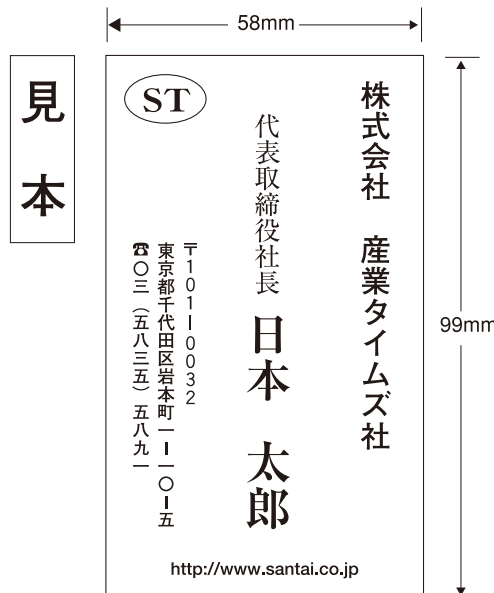 58mm
見本
ST
株式会社　産業タイムズ社
代表取締役社長　日本　太郎
〒101-0032
東京都千代田区岩本町一-一〇-五
☎〇三（五八三五）五八九一
http://www.santai.co.jp
99mm